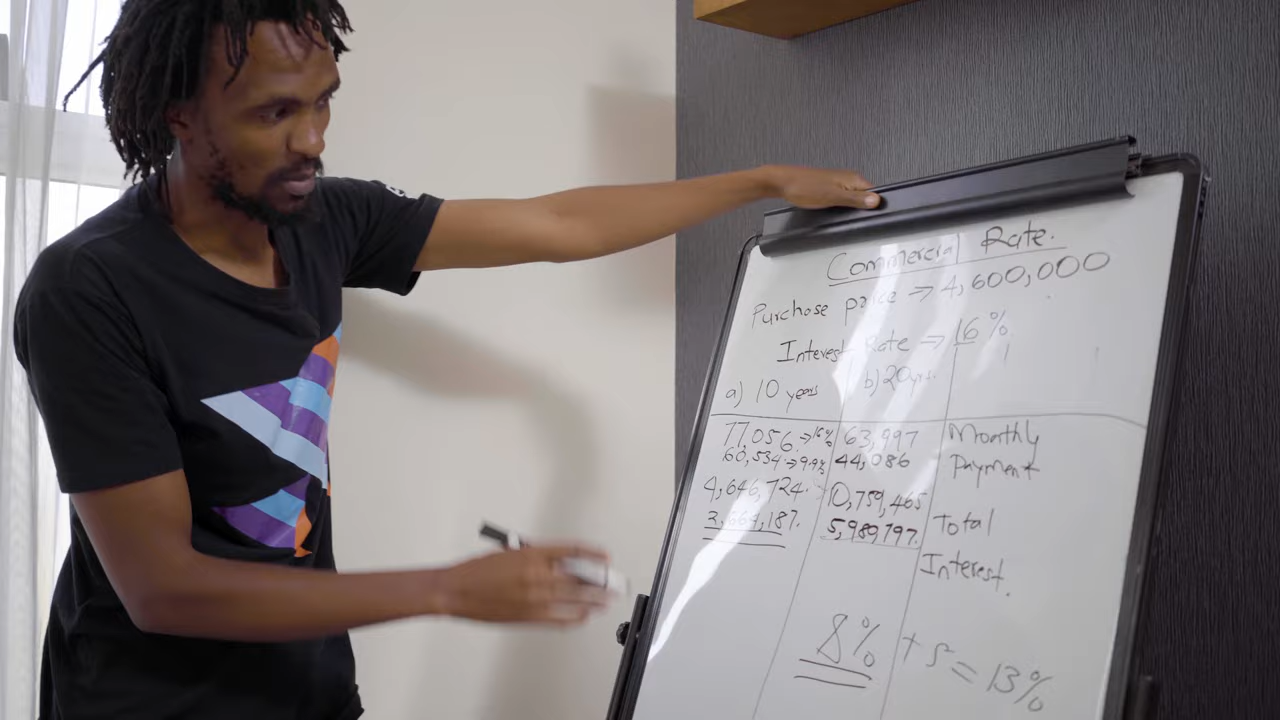 Commercial Rate.
Purchase price → 4,600,000
Interest Rate → 16%
a) 10 years b) 20yrs.
77,056 → 16% 63,997 Monthly
60,534 → 9.9% 44,086 Payment
4,646,724. 10,759,465
5,989,797. Total
Interest.
8% + 5 = 13%